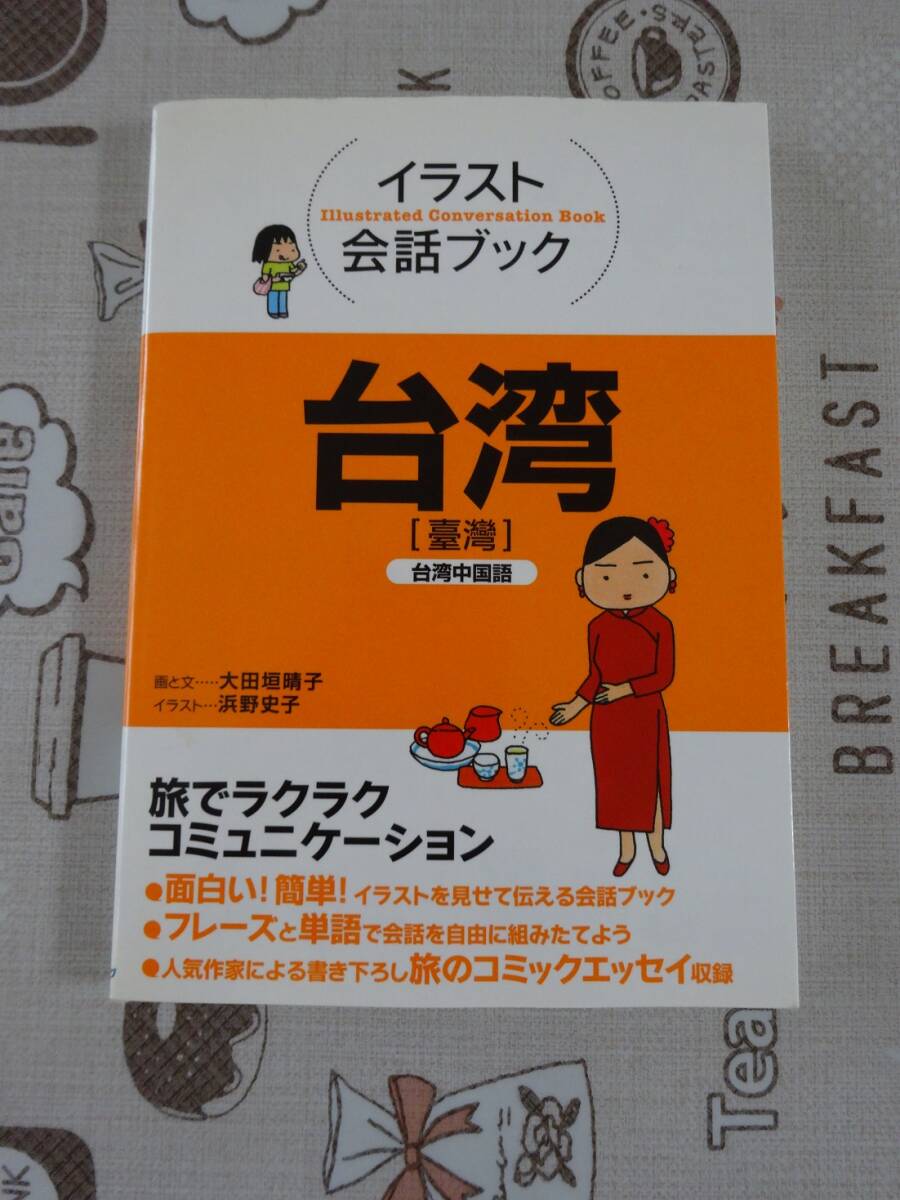 イラスト
Illustrated Conversation Book
会話ブック
台湾
[臺灣]
台湾中国語
画と文……大田垣晴子
イラスト…浜野史子
旅でラクラク
コミュニケーション
●面白い!簡単!イラストを見せて伝える会話ブック
●フレーズと単語で会話を自由に組みたてよう
●人気作家による書き下ろし旅のコミックエッセイ収録
COFFEE
BREAKFAST
Tea